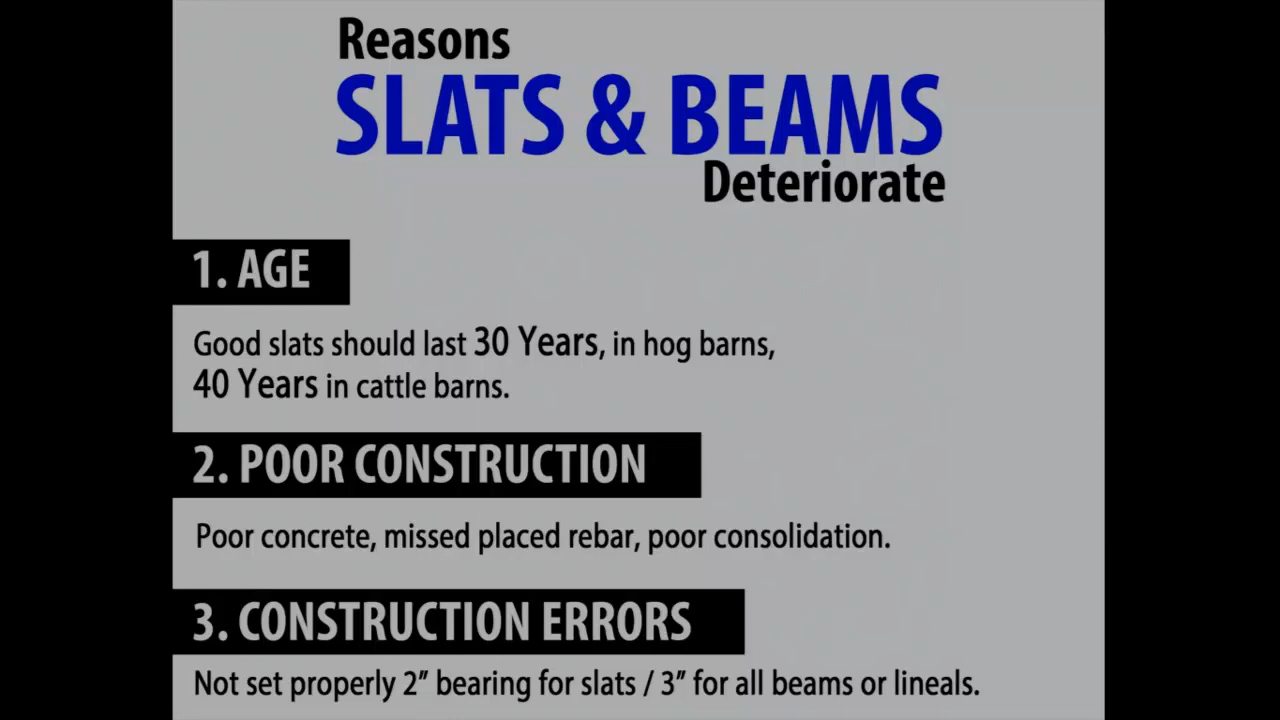 Reasons
SLATS & BEAMS
Deteriorate
1. AGE
Good slats should last 30 Years, in hog barns,
40 Years in cattle barns.
2. POOR CONSTRUCTION
Poor concrete, missed placed rebar, poor consolidation.
3. CONSTRUCTION ERRORS
Not set properly 2” bearing for slats / 3” for all beams or lineals.